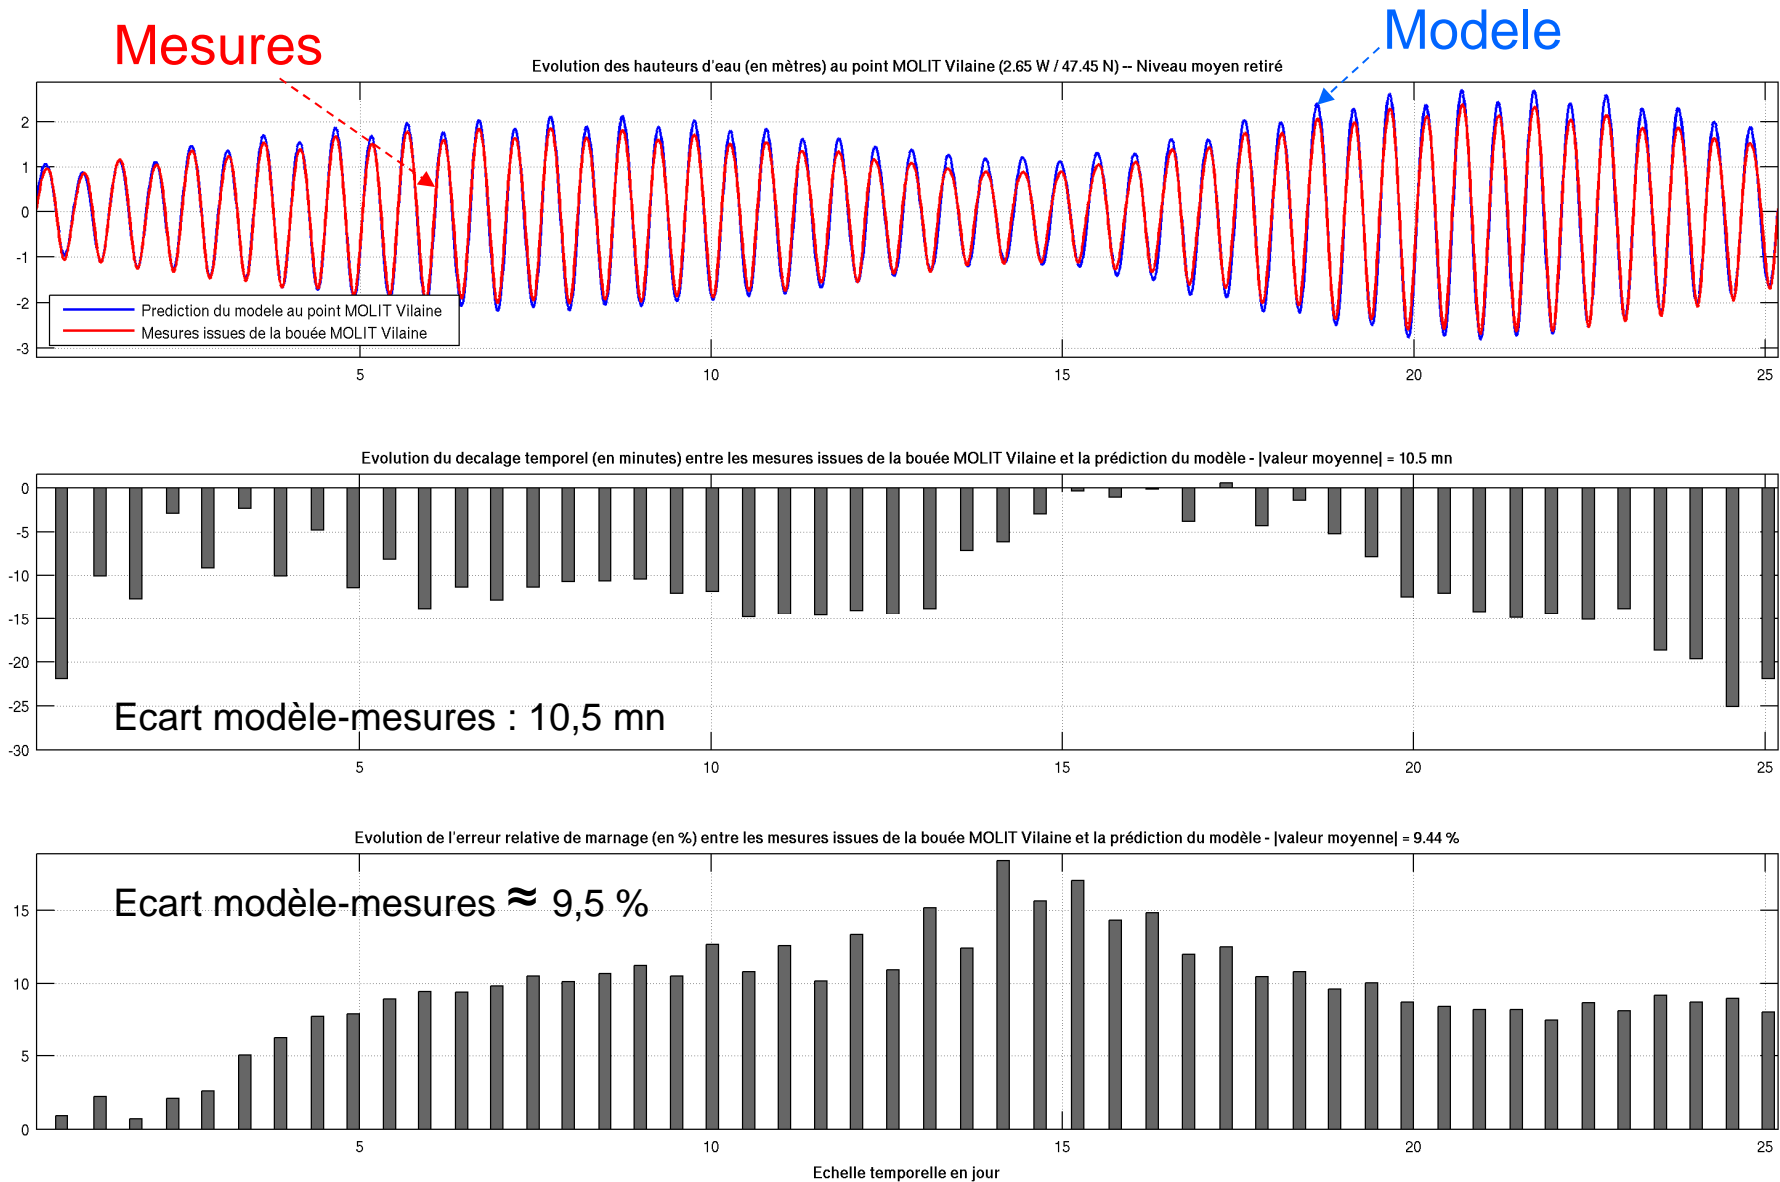 Mesures
Modele
Evolution des hauteurs d'eau (en mètres) au point MOLIT Vilaine (2.65 W / 47.45 N) -- Niveau moyen retiré
2
1
0
-1
-2
-3
Prediction du modele au point MOLIT Vilaine
Mesures issues de la bouée MOLIT Vilaine
5 10 15 20 25
Evolution du decalage temporel (en minutes) entre les mesures issues de la bouée MOLIT Vilaine et la prédiction du modèle - |valeur moyenne| = 10.5 mn
0
-5
-10
-15
-20
-25
-30
Ecart modèle-mesures : 10,5 mn
5 10 15 20 25
Evolution de l'erreur relative de marnage (en %) entre les mesures issues de la bouée MOLIT Vilaine et la prédiction du modèle - |valeur moyenne| = 9.44 %
Ecart modèle-mesures ≈ 9,5 %
15
10
5
0
5 10 15 20 25
Echelle temporelle en jour